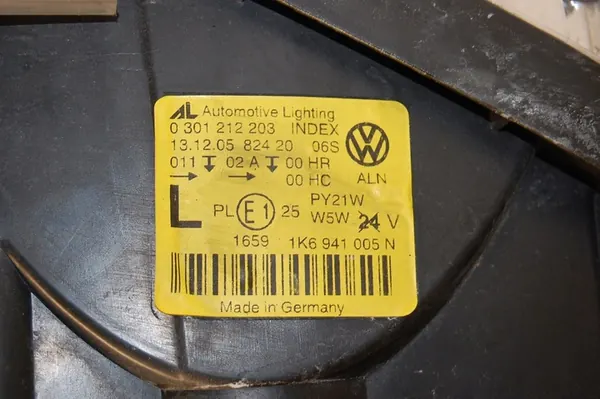 AL Automotive Lighting
0 301 212 203 INDEX
13.12.05 824 20 06S
011 02 A 00 HR
00 HC ALN
L PL E1 25 PY21W
W5W 24 V
1659 1K6 941 005 N
Made in Germany